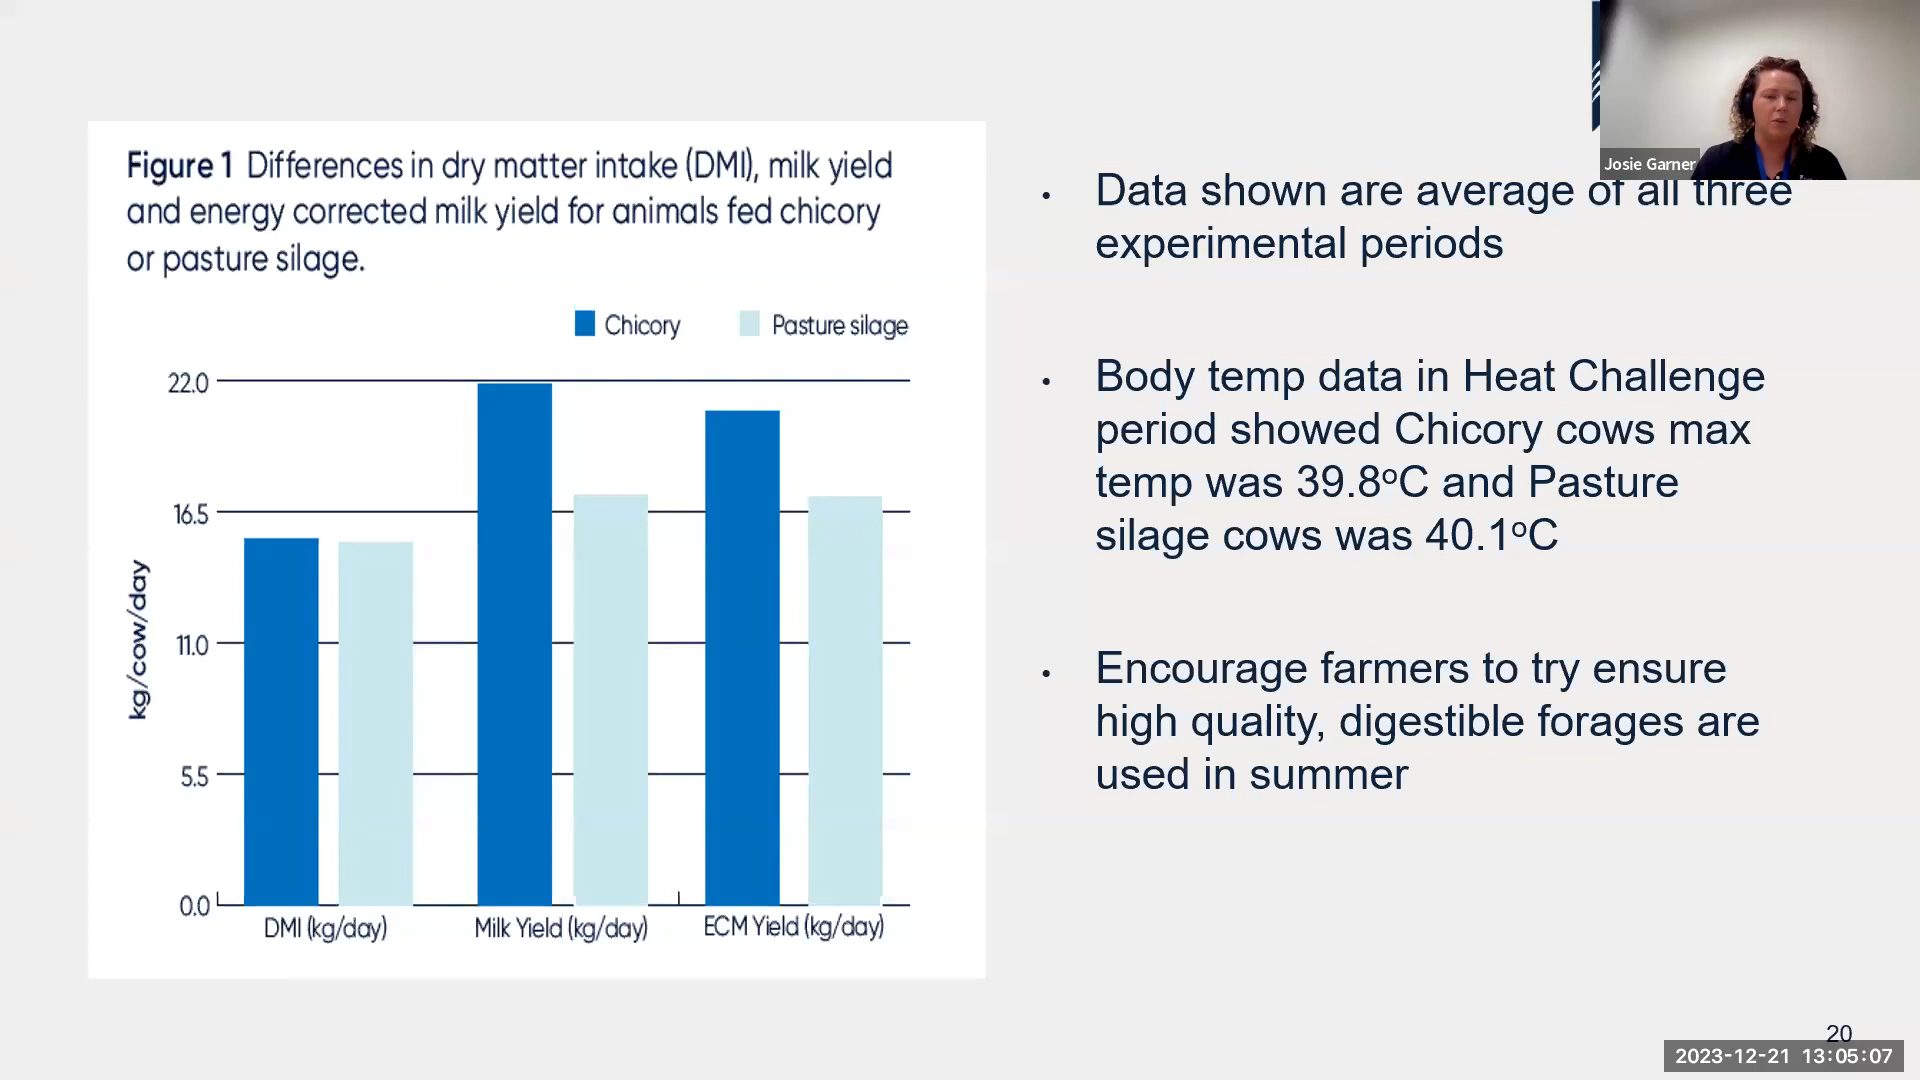 Josie Garner
Figure 1 Differences in dry matter intake (DMI), milk yield
and energy corrected milk yield for animals fed chicory
or pasture silage.
Chicory
Pasture silage
22.0
16.5
11.0
5.5
0.0
kg/cow/day
DMI (kg/day)
Milk Yield (kg/day)
ECM Yield (kg/day)
• Data shown are average of all three
experimental periods
• Body temp data in Heat Challenge
period showed Chicory cows max
temp was 39.8ºC and Pasture
silage cows was 40.1ºC
• Encourage farmers to try ensure
high quality, digestible forages are
used in summer
20
2023-12-21 13:05:07